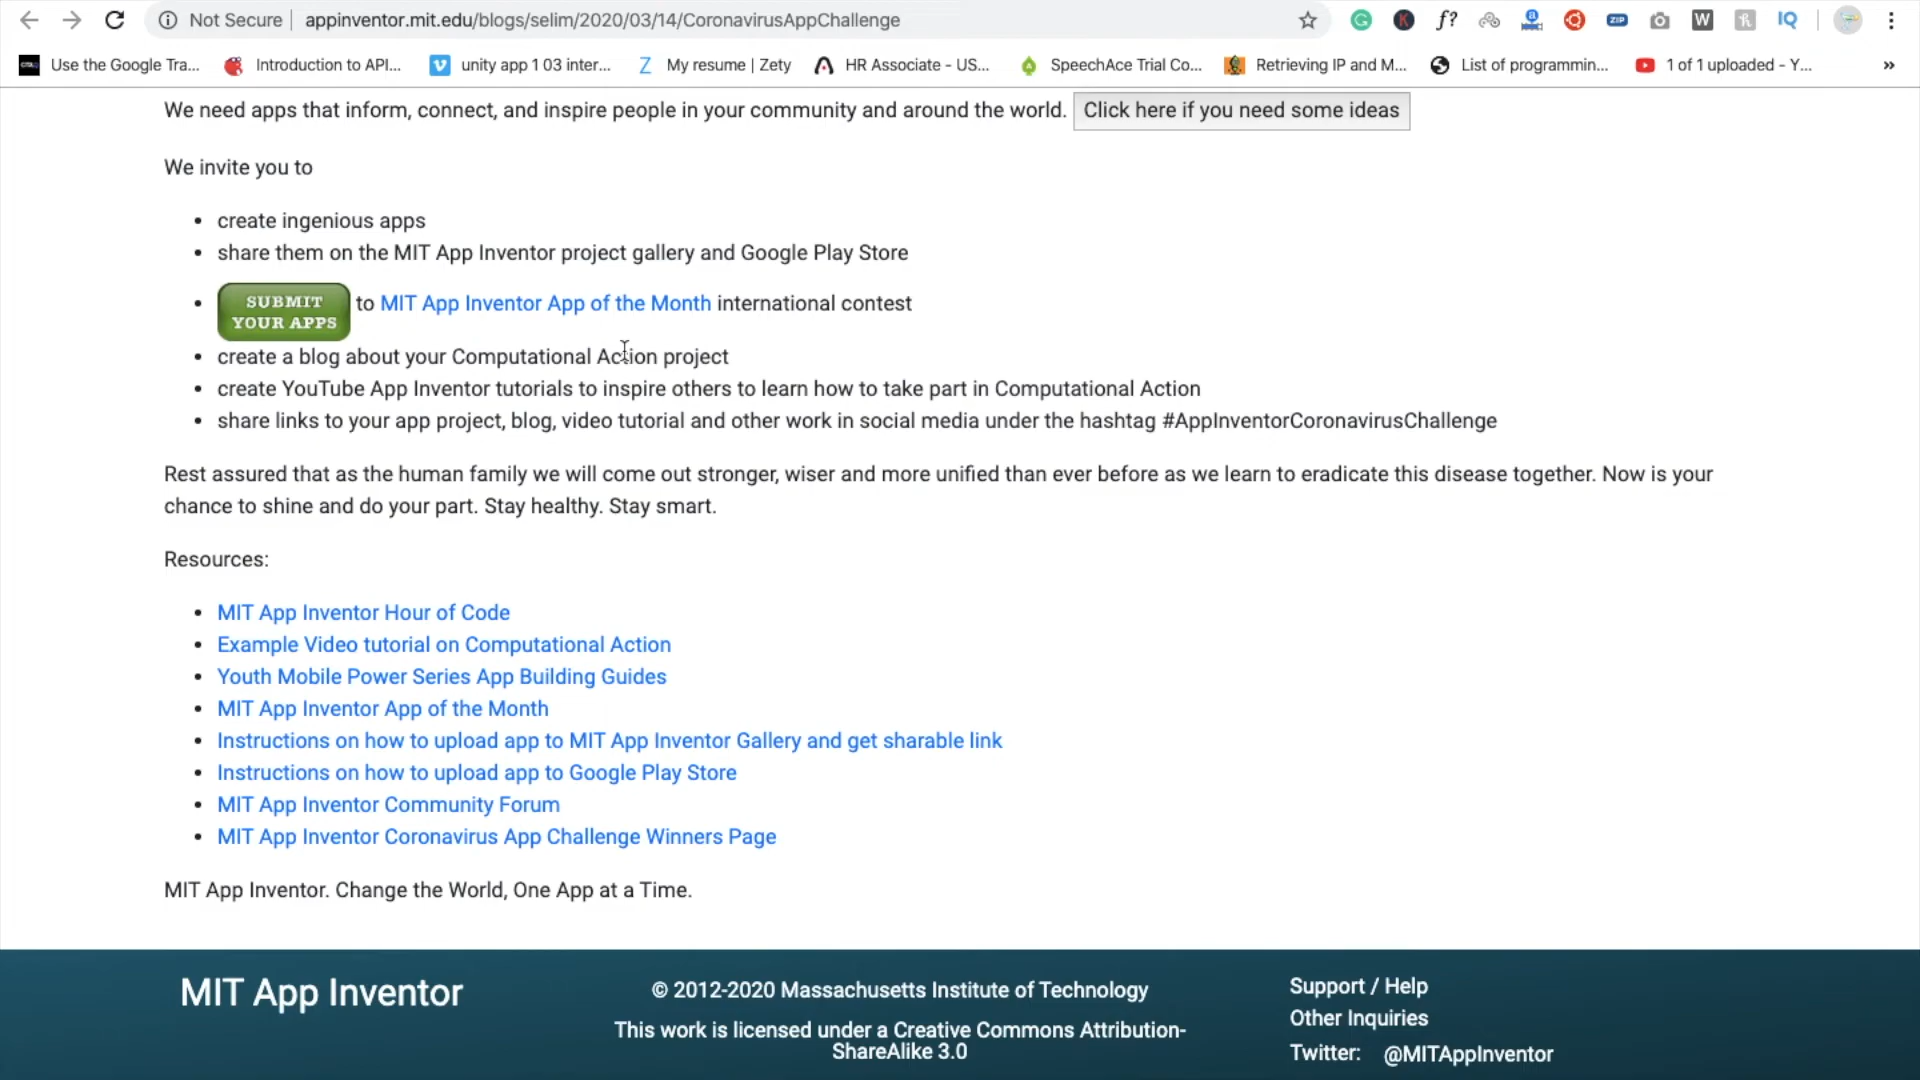 Not Secure appinventor.mit.edu/blogs/selim/2020/03/14/CoronavirusAppChallenge
f? ZIP W IQ
Use the Google Tra... Introduction to API... unity app 1 03 inter... My resume | Zety HR Associate - US... SpeechAce Trial Co... Retrieving IP and M... List of programmin... 1 of 1 uploaded - Y... »
We need apps that inform, connect, and inspire people in your community and around the world. Click here if you need some ideas
We invite you to
• create ingenious apps
• share them on the MIT App Inventor project gallery and Google Play Store
• SUBMIT YOUR APPS to MIT App Inventor App of the Month international contest
• create a blog about your Computational Action project
• create YouTube App Inventor tutorials to inspire others to learn how to take part in Computational Action
• share links to your app project, blog, video tutorial and other work in social media under the hashtag #AppInventorCoronavirusChallenge
Rest assured that as the human family we will come out stronger, wiser and more unified than ever before as we learn to eradicate this disease together. Now is your
chance to shine and do your part. Stay healthy. Stay smart.
Resources:
• MIT App Inventor Hour of Code
• Example Video tutorial on Computational Action
• Youth Mobile Power Series App Building Guides
• MIT App Inventor App of the Month
• Instructions on how to upload app to MIT App Inventor Gallery and get sharable link
• Instructions on how to upload app to Google Play Store
• MIT App Inventor Community Forum
• MIT App Inventor Coronavirus App Challenge Winners Page
MIT App Inventor. Change the World, One App at a Time.
MIT App Inventor
© 2012-2020 Massachusetts Institute of Technology
This work is licensed under a Creative Commons Attribution-
ShareAlike 3.0
Support / Help
Other Inquiries
Twitter: @MITAppInventor